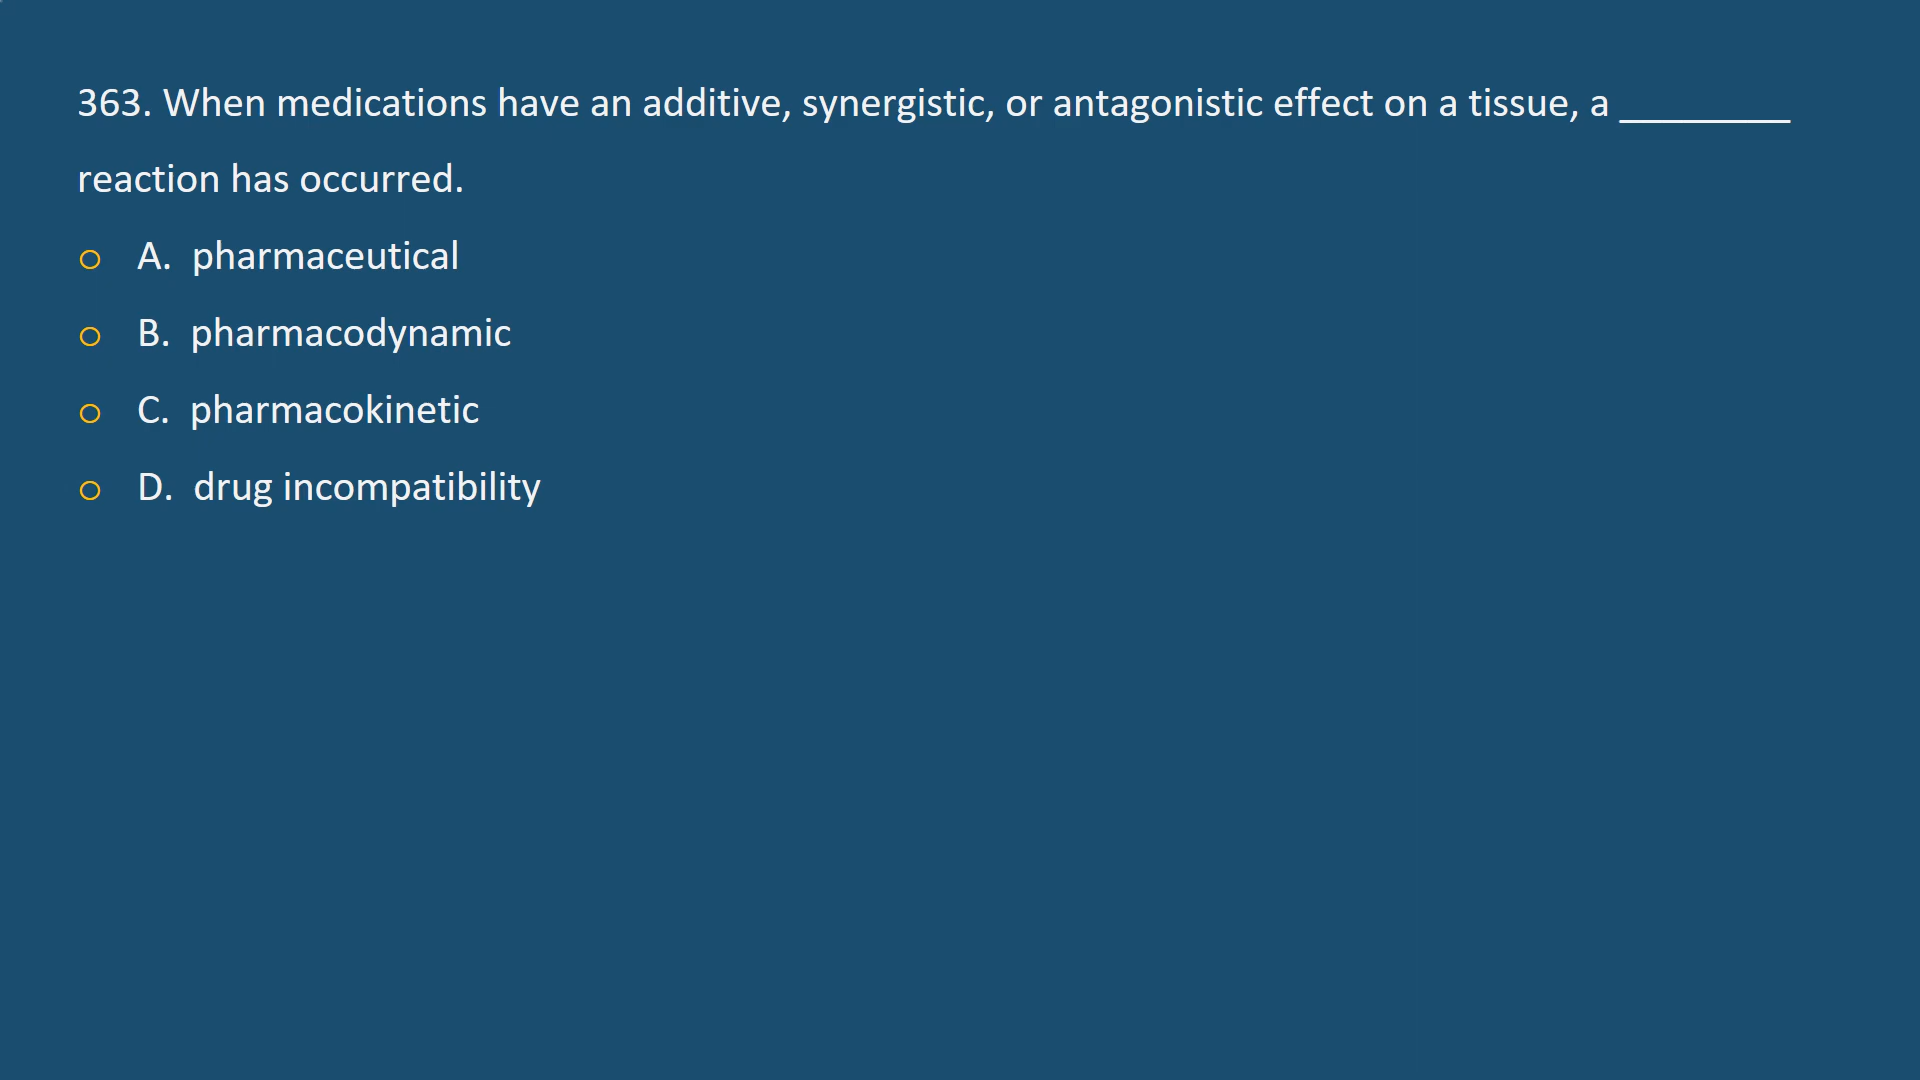 363. When medications have an additive, synergistic, or antagonistic effect on a tissue, a ________
reaction has occurred.
o A. pharmaceutical
o B. pharmacodynamic
o C. pharmacokinetic
o D. drug incompatibility